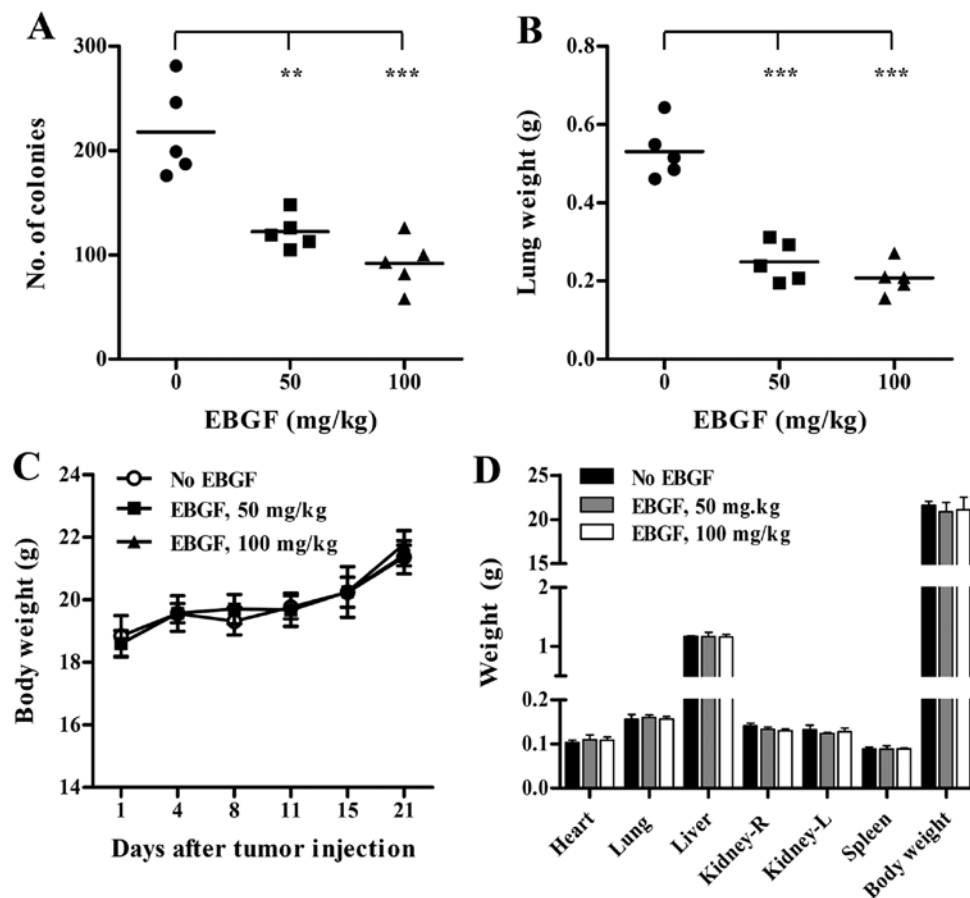 A
300
200
100
0
No. of colonies
**
***
0
50
100
EBGF (mg/kg)
B
0.8
0.6
0.4
0.2
0.0
Lung weight (g)
***
***
0
50
100
EBGF (mg/kg)
C
No EBGF
EBGF, 50 mg/kg
EBGF, 100 mg/kg
24
22
20
18
16
14
Body weight (g)
1
4
8
11
15
21
Days after tumor injection
D
No EBGF
EBGF, 50 mg.kg
EBGF, 100 mg/kg
25
20
15
2
1
0.2
0.1
0.0
Weight (g)
Heart
Lung
Liver
Kidney-R
Kidney-L
Spleen
Body weight